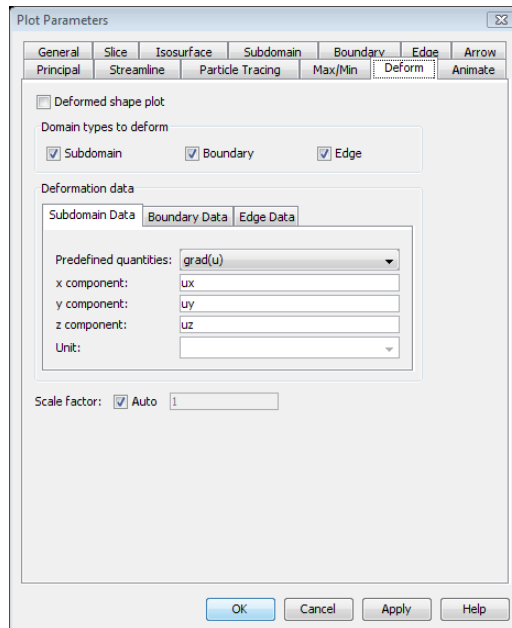 Plot Parameters
General Slice Isosurface Subdomain Boundary Edge Arrow
Principal Streamline Particle Tracing Max/Min Deform Animate
Deformed shape plot
Domain types to deform
Subdomain Boundary Edge
Deformation data
Subdomain Data Boundary Data Edge Data
Predefined quantities: grad(u)
x component: ux
y component: uy
z component: uz
Unit:
Scale factor: Auto 1
OK Cancel Apply Help